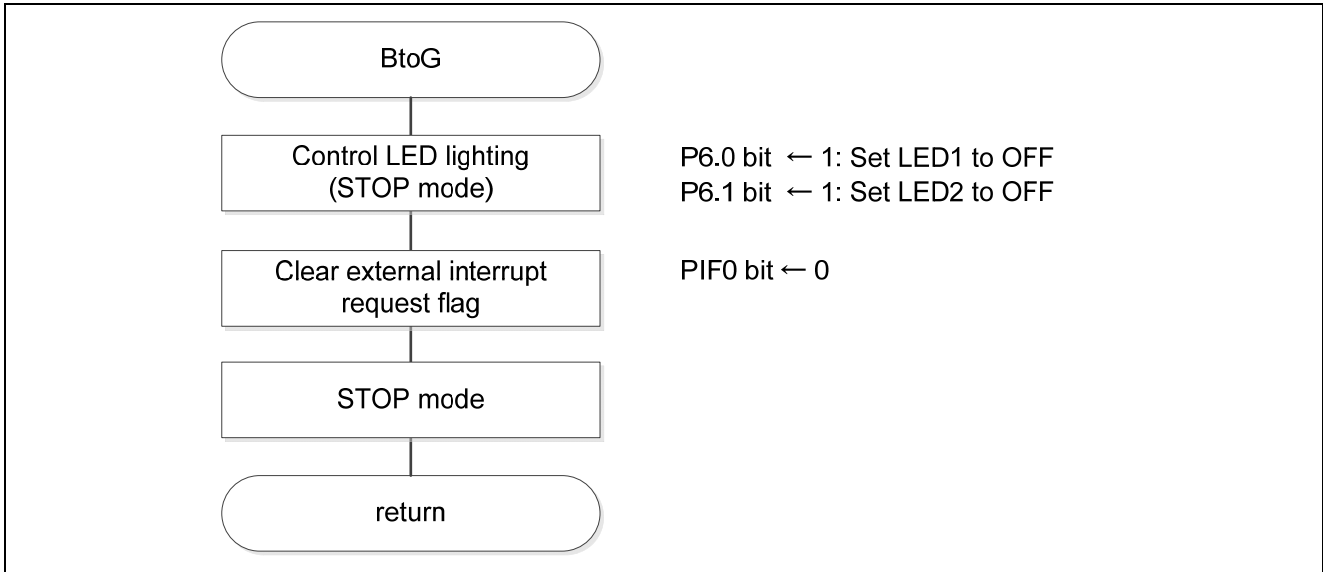 BtoG
Control LED lighting
(STOP mode)
P6.0 bit ← 1: Set LED1 to OFF
P6.1 bit ← 1: Set LED2 to OFF
Clear external interrupt
request flag
PIF0 bit ← 0
STOP mode
return